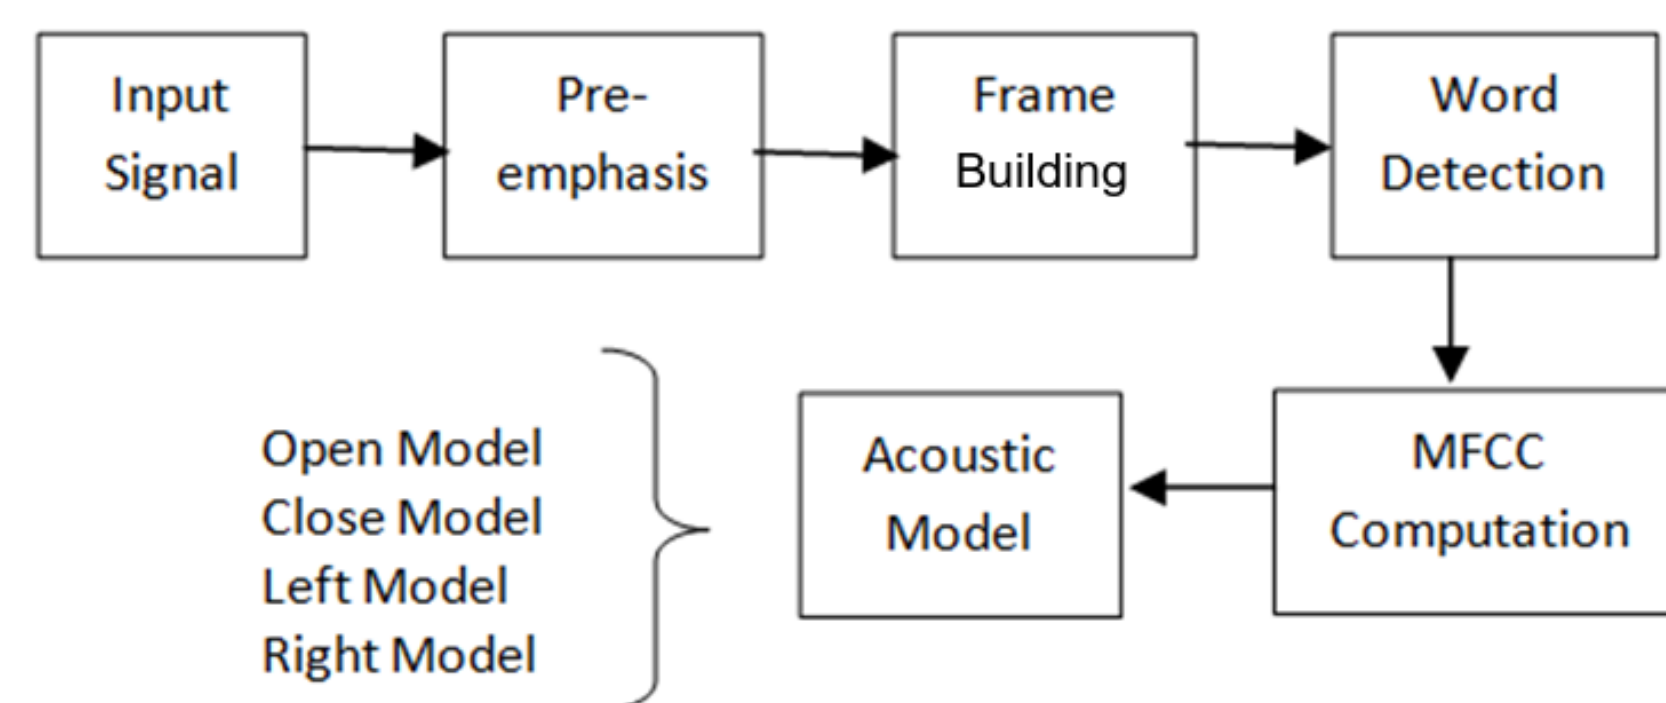 Input
Signal
Pre-
emphasis
Frame
Building
Word
Detection
MFCC
Computation
Acoustic
Model
Open Model
Close Model
Left Model
Right Model